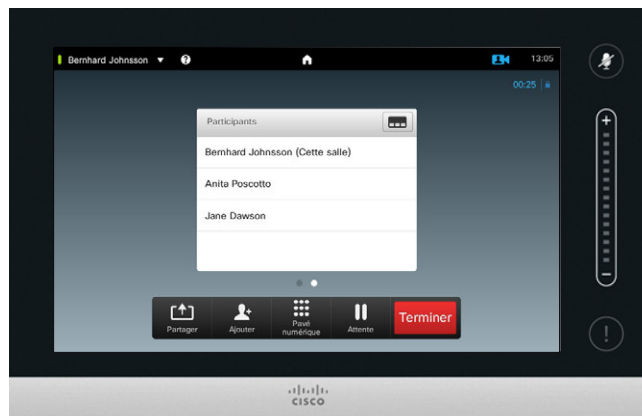 Bernhard Johnsson ▼ ? 13:05
00:25
Participants
Bernhard Johnsson (Cette salle)
Anita Poscotto
Jane Dawson
Partager
Ajouter
Pavé
numérique
Attente
Terminer
CISCO